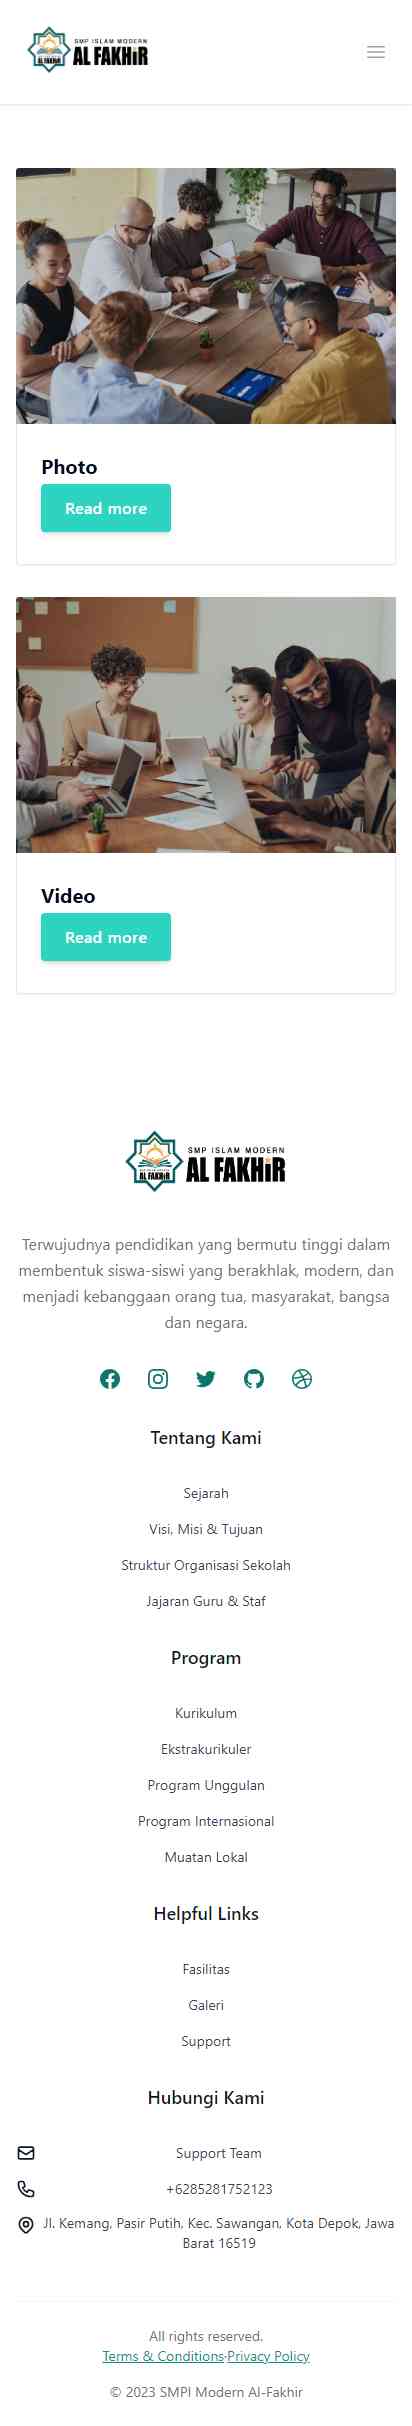 SMP ISLAM MODERN
AL FAKHIR
Photo
Read more
Video
Read more
SMP ISLAM MODERN
AL FAKHIR
AL FAKHIR
Terwujudnya pendidikan yang bermutu tinggi dalam
membentuk siswa-siswi yang berakhlak, modern, dan
menjadi kebanggaan orang tua, masyarakat, bangsa
dan negara.
Tentang Kami
Sejarah
Visi, Misi & Tujuan
Struktur Organisasi Sekolah
Jajaran Guru & Staf
Program
Kurikulum
Ekstrakurikuler
Program Unggulan
Program Internasional
Muatan Lokal
Helpful Links
Fasilitas
Galeri
Support
Hubungi Kami
Support Team
+6285281752123
Jl. Kemang, Pasir Putih, Kec. Sawangan, Kota Depok, Jawa
Barat 16519
All rights reserved.
Terms & Conditions·Privacy Policy
© 2023 SMPI Modern Al-Fakhir